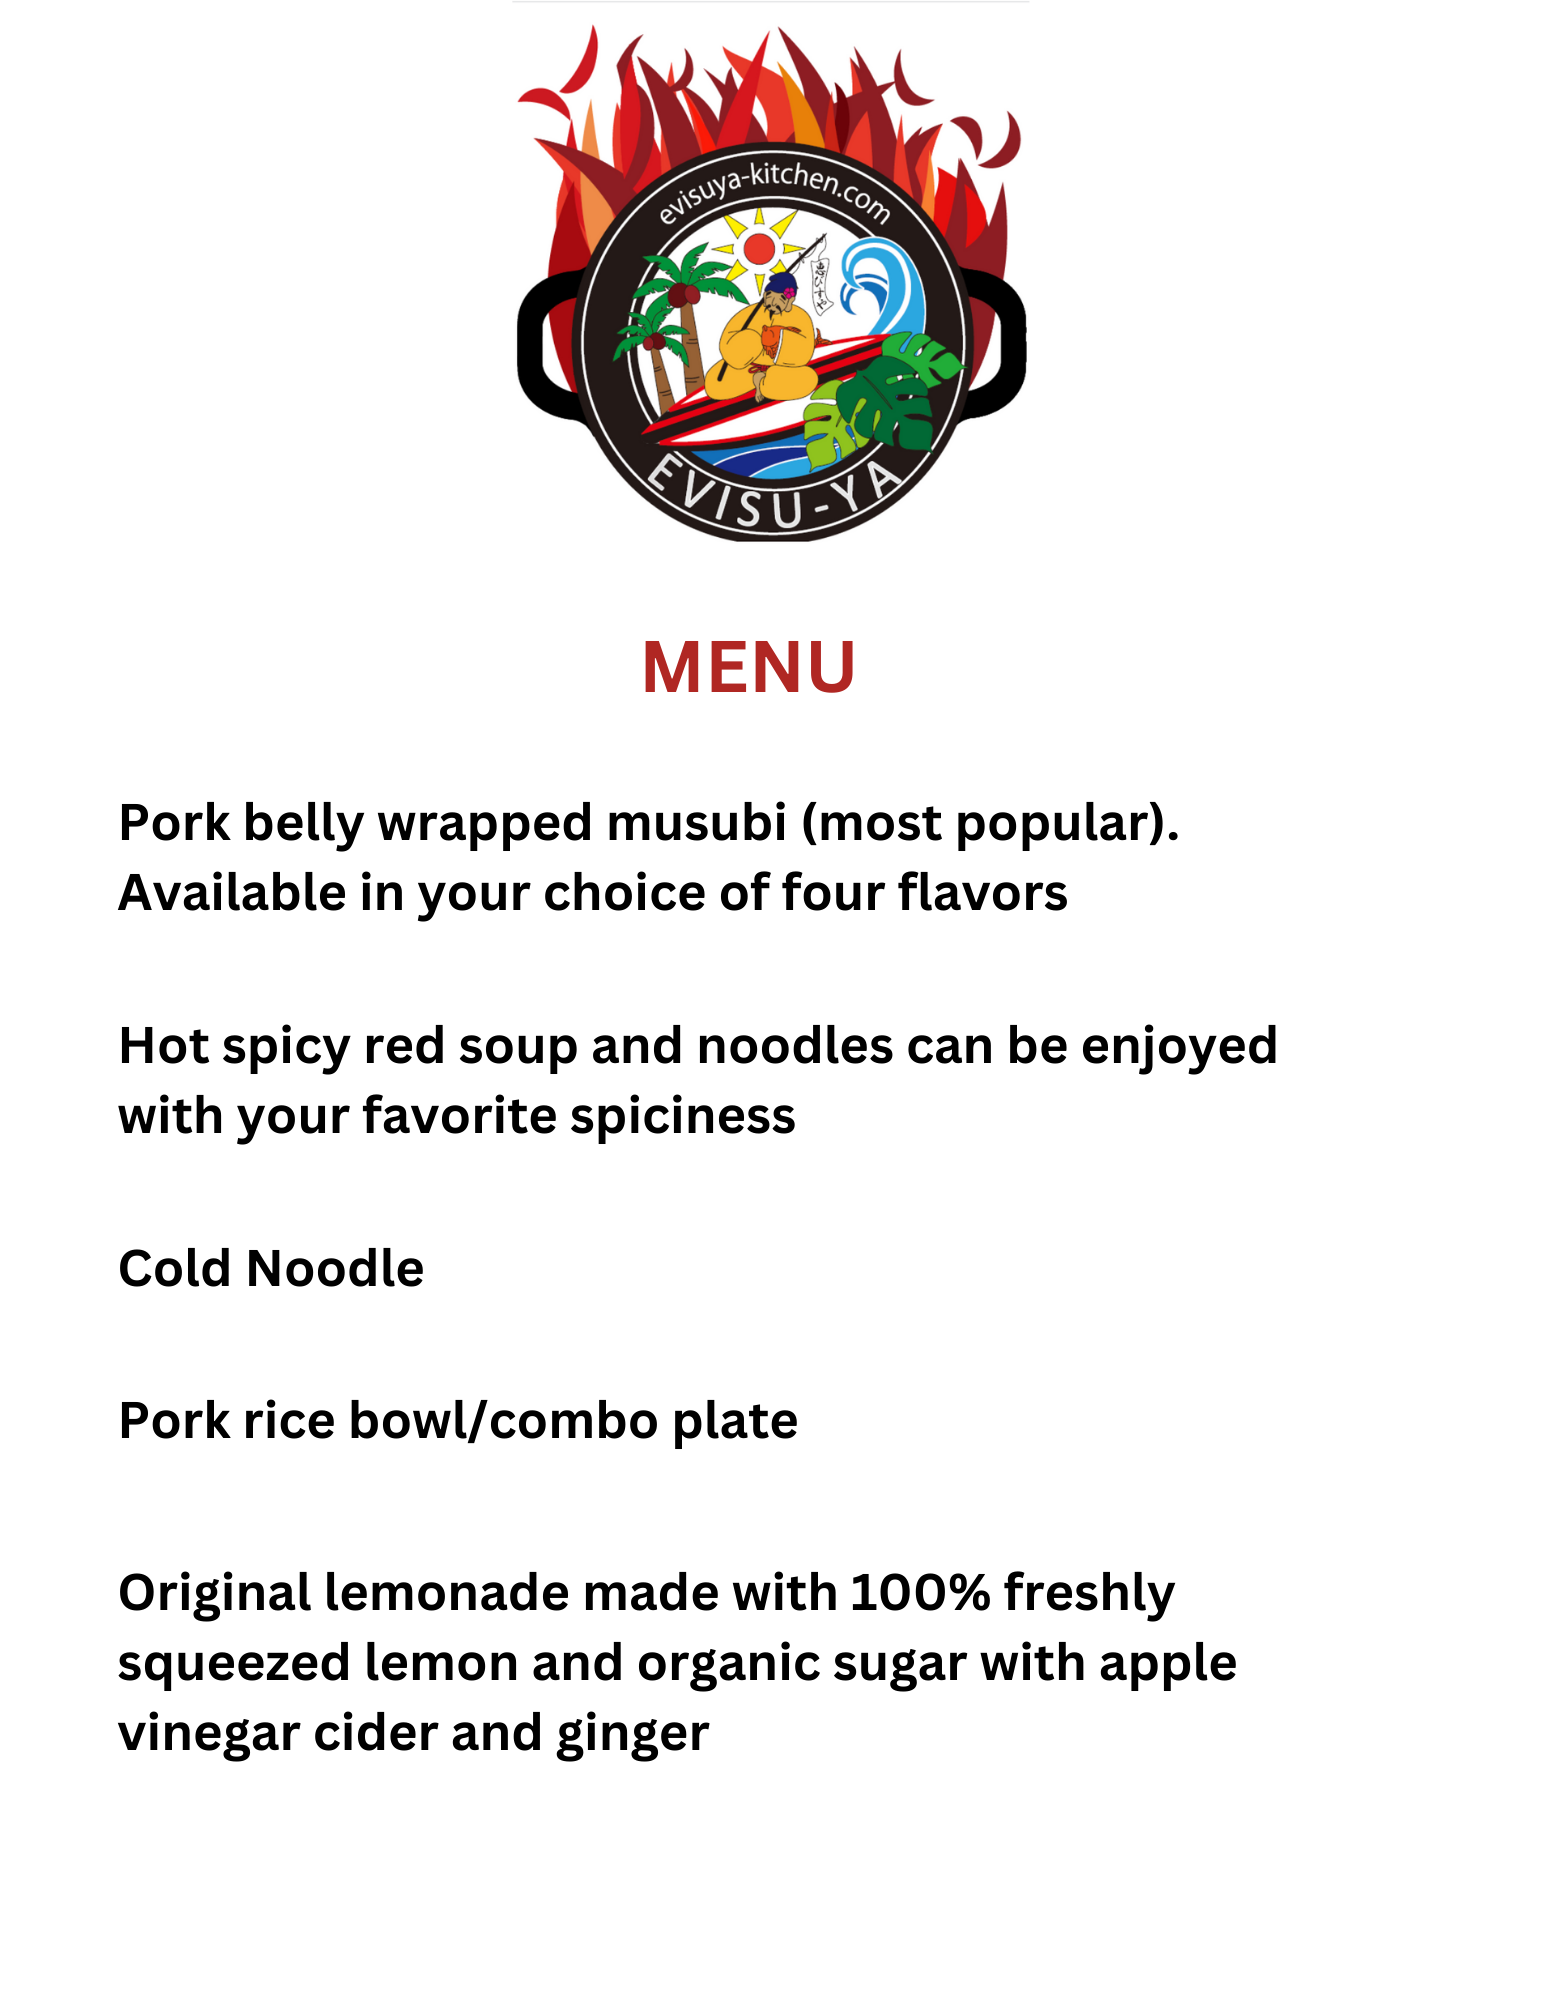 evisuya-kitchen.com
EVISU-YA
MENU
Pork belly wrapped musubi (most popular).
Available in your choice of four flavors
Hot spicy red soup and noodles can be enjoyed
with your favorite spiciness
Cold Noodle
Pork rice bowl/combo plate
Original lemonade made with 100% freshly
squeezed lemon and organic sugar with apple
vinegar cider and ginger